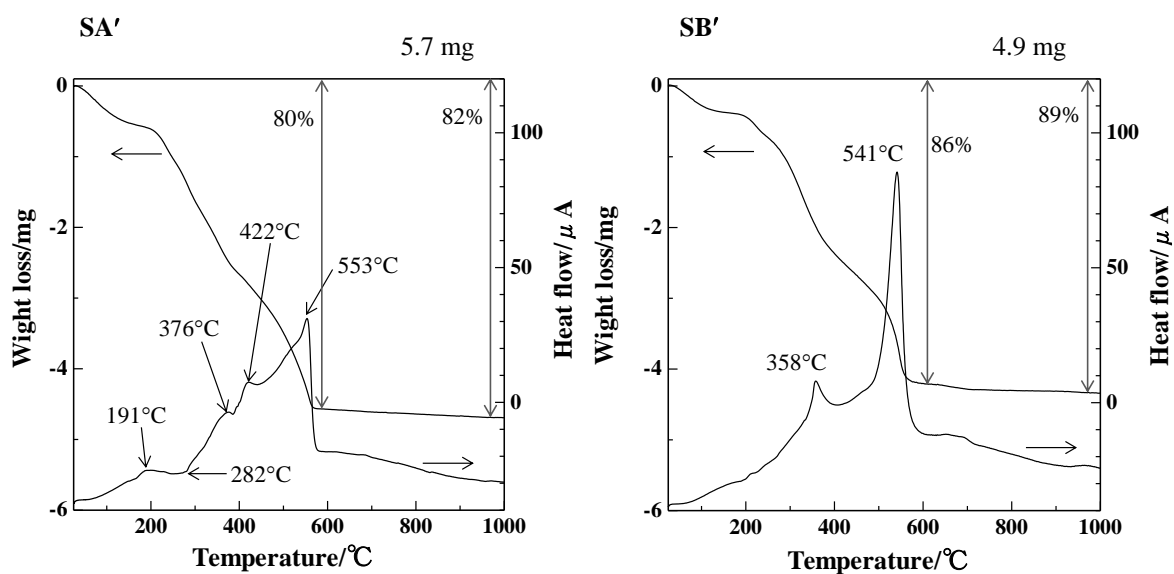 SA′
5.7 mg
0
-2
-4
-6
Wight loss/mg
80%
82%
422°C
553°C
376°C
191°C
282°C
100
50
0
Heat flow/μ A
200
400
600
800
1000
Temperature/℃
SB′
4.9 mg
0
-2
-4
-6
Wight loss/mg
86%
89%
541°C
358°C
100
50
0
Heat flow/μ A
200
400
600
800
1000
Temperature/℃